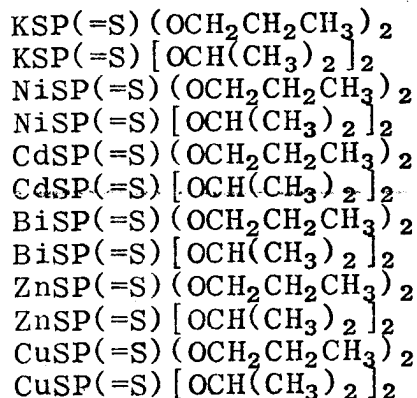 KSP(=S)(OCH₂CH₂CH₃)₂
KSP(=S)[OCH(CH₃)₂]₂
NiSP(=S)(OCH₂CH₂CH₃)₂
NiSP(=S)[OCH(CH₃)₂]₂
CdSP(=S)(OCH₂CH₂CH₃)₂
CdSP(=S)[OCH(CH₃)₂]₂
BiSP(=S)(OCH₂CH₂CH₃)₂
BiSP(=S)[OCH(CH₃)₂]₂
ZnSP(=S)(OCH₂CH₂CH₃)₂
ZnSP(=S)[OCH(CH₃)₂]₂
CuSP(=S)(OCH₂CH₂CH₃)₂
CuSP(=S)[OCH(CH₃)₂]₂